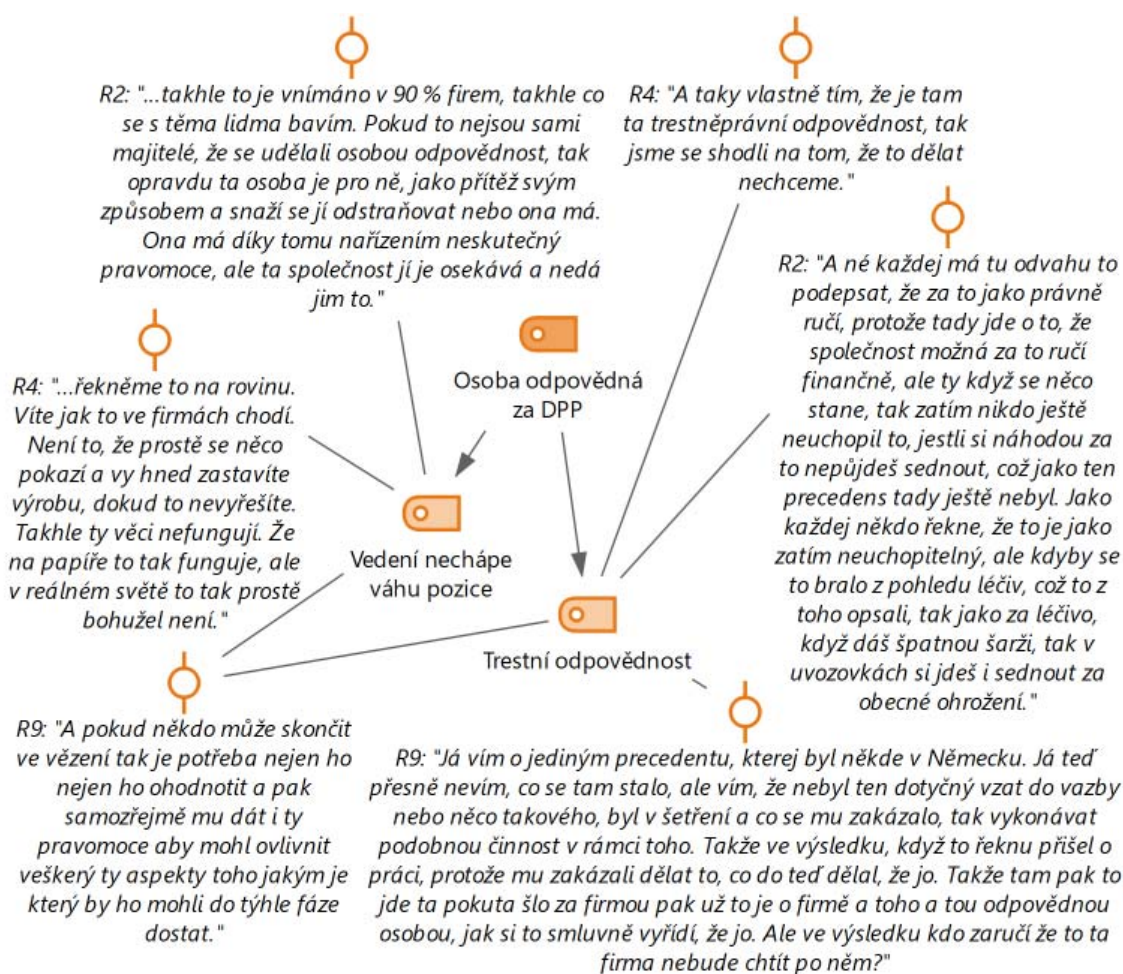 R2: "...takhle to je vnímáno v 90 % firem, takhle co
se s těma lidma bavím. Pokud to nejsou sami
majitelé, že se udělali osobou odpovědnost, tak
opravdu ta osoba je pro ně, jako přítěž svým
způsobem a snaží se jí odstraňovat nebo ona má.
Ona má díky tomu nařízením neskutečný
pravomoce, ale ta společnost jí je osekává a nedá
jim to."
R4: "A taky vlastně tím, že je tam
ta trestněprávní odpovědnost, tak
jsme se shodli na tom, že to dělat
nechceme."
R2: "A né každej má tu odvahu to
podepsat, že za to jako právně
ručí, protože tady jde o to, že
společnost možná za to ručí
finančně, ale ty když se něco
stane, tak zatím nikdo ještě
neuchopil to, jestli si náhodou za
to nepůjdeš sednout, což jako ten
precedens tady ještě nebyl. Jako
každej někdo řekne, že to je jako
zatím neuchopitelný, ale kdyby se
to bralo z pohledu léčiv, což to z
toho opsali, tak jako za léčivo,
když dáš špatnou šarži, tak v
uvozovkách si jdeš i sednout za
obecné ohrožení."
Osoba odpovědná
za DPP
R4: "...řekněme to na rovinu.
Víte jak to ve firmách chodí.
Není to, že prostě se něco
pokazí a vy hned zastavíte
výrobu, dokud to nevyřešíte.
Takhle ty věci nefungují. Že
na papíře to tak funguje, ale
v reálném světě to tak prostě
bohužel není."
Vedení nechápe
váhu pozice
Trestní odpovědnost
R9: "A pokud někdo může skončit
ve vězení tak je potřeba nejen ho
nejen ho ohodnotit a pak
samozřejmě mu dát i ty
pravomoce aby mohl ovlivnit
veškerý ty aspekty toho jakým je
který by ho mohli do týhle fáze
dostat."
R9: "Já vím o jediným precedentu, kterej byl někde v Německu. Já teď
přesně nevím, co se tam stalo, ale vím, že nebyl ten dotyčný vzat do vazby
nebo něco takového, byl v šetření a co se mu zakázalo, tak vykonávat
podobnou činnost v rámci toho. Takže ve výsledku, když to řeknu přišel o
práci, protože mu zakázali dělat to, co do teď dělal, že jo. Takže tam pak to
jde ta pokuta šlo za firmou pak už to je o firmě a toho a tou odpovědnou
osobou, jak si to smluvně vyřídí, že jo. Ale ve výsledku kdo zaručí že to ta
firma nebude chtít po něm?"